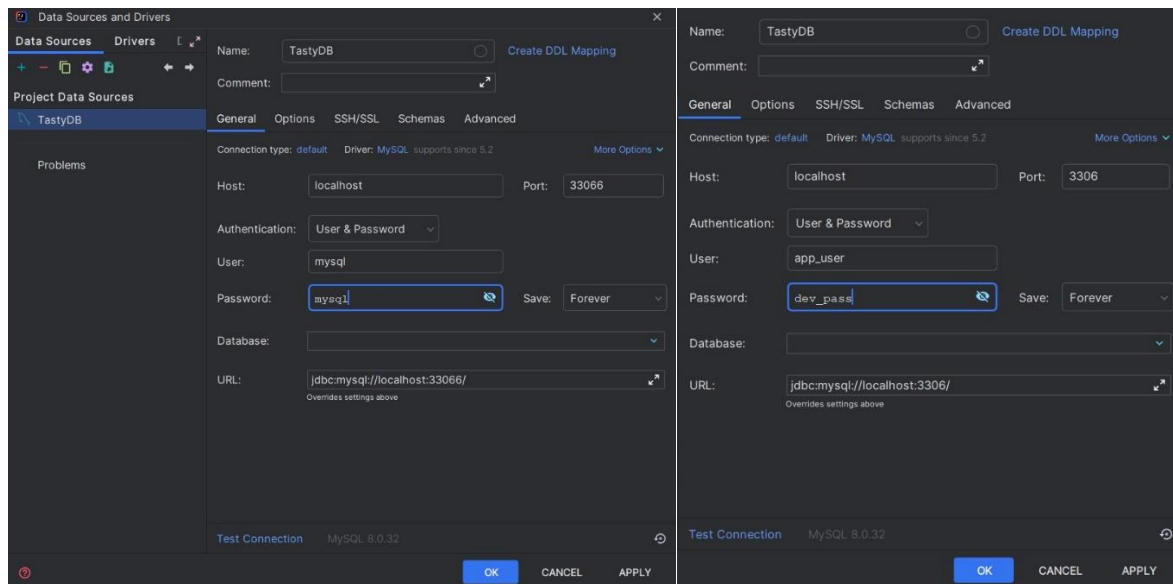 Data Sources and Drivers
Data Sources Drivers
Project Data Sources
TastyDB
Problems
Name: TastyDB Create DDL Mapping
Comment:
General Options SSH/SSL Schemas Advanced
Connection type: default Driver: MySQL supports since 5.2 More Options
Host: localhost Port: 33066
Authentication: User & Password
User: mysql
Password: mysql Save: Forever
Database:
URL: jdbc:mysql://localhost:33066/
Overrides settings above
Test Connection MySQL 8.0.32
OK CANCEL APPLY
Name: TastyDB Create DDL Mapping
Comment:
General Options SSH/SSL Schemas Advanced
Connection type: default Driver: MySQL supports since 5.2 More Options
Host: localhost Port: 3306
Authentication: User & Password
User: app_user
Password: dev_pass Save: Forever
Database:
URL: jdbc:mysql://localhost:3306/
Overrides settings above
Test Connection MySQL 8.0.32
OK CANCEL APPLY